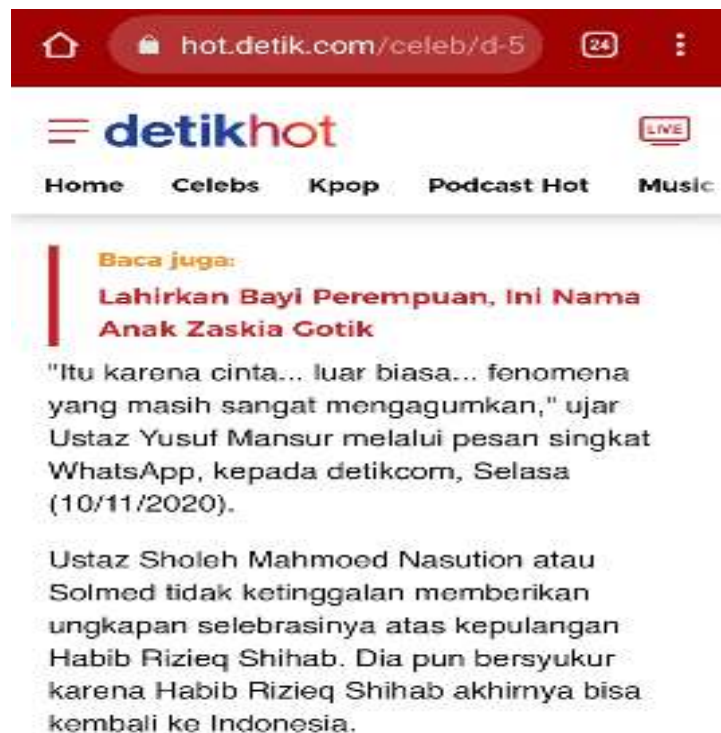 hot.detik.com/celeb/d-5
24
detikhot
LIVE
Home Celebs Kpop Podcast Hot Music
Baca juga:
Lahirkan Bayi Perempuan, Ini Nama
Anak Zaskia Gotik
"Itu karena cinta... luar biasa... fenomena
yang masih sangat mengagumkan," ujar
Ustaz Yusuf Mansur melalui pesan singkat
WhatsApp, kepada detikcom, Selasa
(10/11/2020).
Ustaz Sholeh Mahmoed Nasution atau
Solmed tidak ketinggalan memberikan
ungkapan selebrasinya atas kepulangan
Habib Rizieq Shihab. Dia pun bersyukur
karena Habib Rizieq Shihab akhirnya bisa
kembali ke Indonesia.